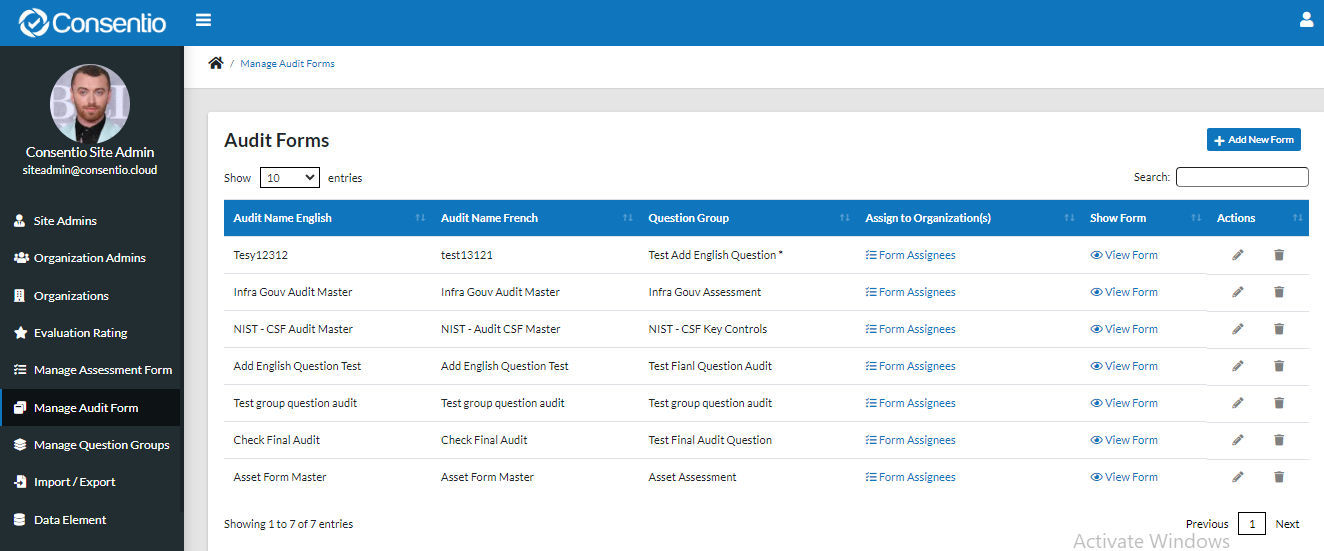 Consentio
/ Manage Audit Forms
Consentio Site Admin
siteadmin@consentio.cloud
Site Admins
Organization Admins
Organizations
Evaluation Rating
Manage Assessment Form
Manage Audit Form
Manage Question Groups
Import / Export
Data Element
Audit Forms
Add New Form
Show 10 entries
Search:
Audit Name English Audit Name French Question Group Assign to Organization(s) Show Form Actions
Tesy12312 test13121 Test Add English Question * Form Assignees View Form
Infra Gouv Audit Master Infra Gouv Audit Master Infra Gouv Assessment Form Assignees View Form
NIST - CSF Audit Master NIST - Audit CSF Master NIST - CSF Key Controls Form Assignees View Form
Add English Question Test Add English Question Test Test Fianl Question Audit Form Assignees View Form
Test group question audit Test group question audit Test group question audit Form Assignees View Form
Check Final Audit Check Final Audit Test Final Audit Question Form Assignees View Form
Asset Form Master Asset Form Master Asset Assessment Form Assignees View Form
Showing 1 to 7 of 7 entries
Previous 1 Next
Activate Windows